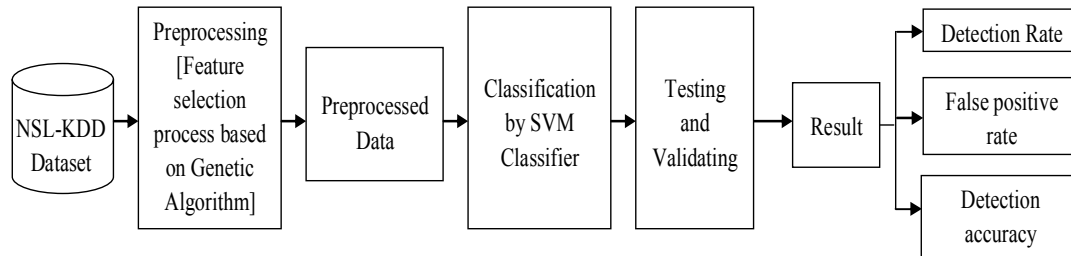 NSL-KDD
Dataset
Preprocessing
[Feature
selection
process based
on Genetic
Algorithm]
Preprocessed
Data
Classification
by SVM
Classifier
Testing
and
Validating
Result
Detection Rate
False positive
rate
Detection
accuracy